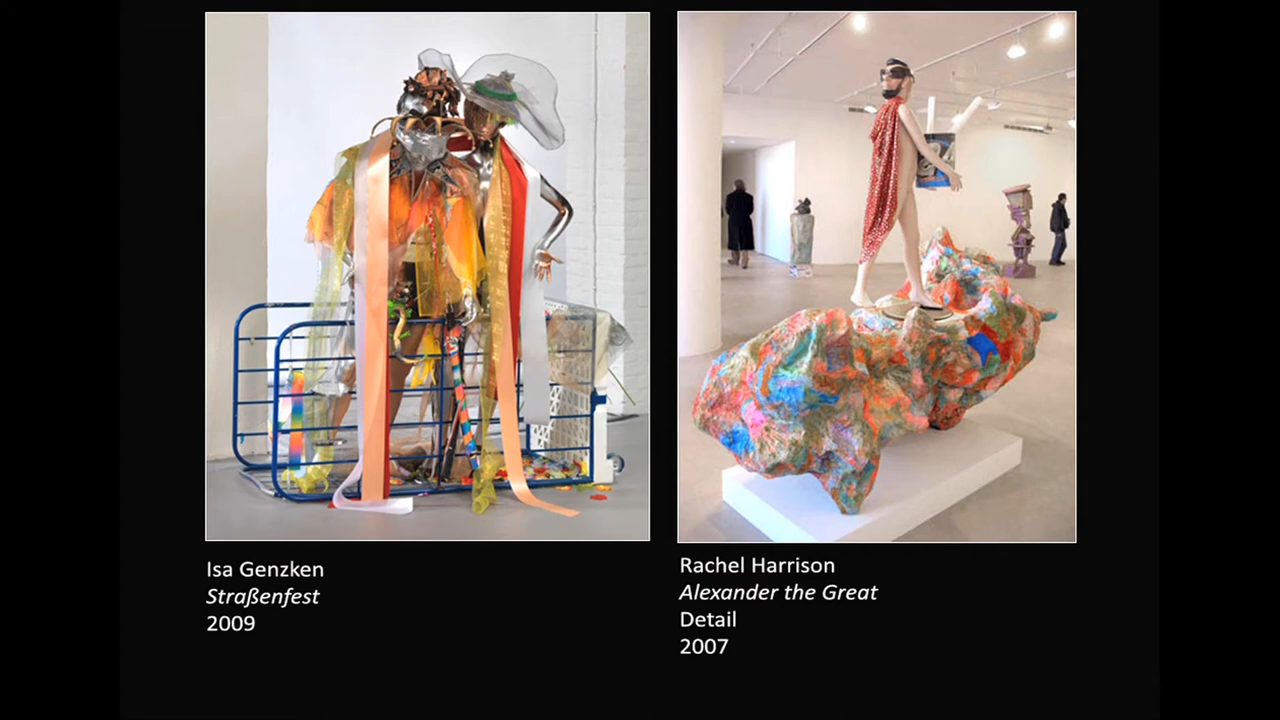 Isa Genzken
Straßenfest
2009
Rachel Harrison
Alexander the Great
Detail
2007